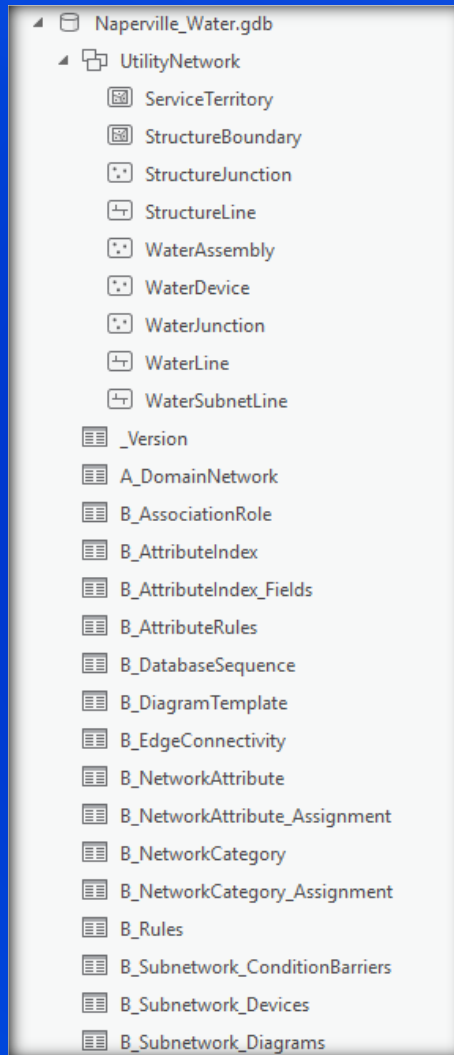 Naperville_Water.gdb
UtilityNetwork
ServiceTerritory
StructureBoundary
StructureJunction
StructureLine
WaterAssembly
WaterDevice
WaterJunction
WaterLine
WaterSubnetLine
_Version
A_DomainNetwork
B_AssociationRole
B_AttributeIndex
B_AttributeIndex_Fields
B_AttributeRules
B_DatabaseSequence
B_DiagramTemplate
B_EdgeConnectivity
B_NetworkAttribute
B_NetworkAttribute_Assignment
B_NetworkCategory
B_NetworkCategory_Assignment
B_Rules
B_Subnetwork_ConditionBarriers
B_Subnetwork_Devices
B_Subnetwork_Diagrams